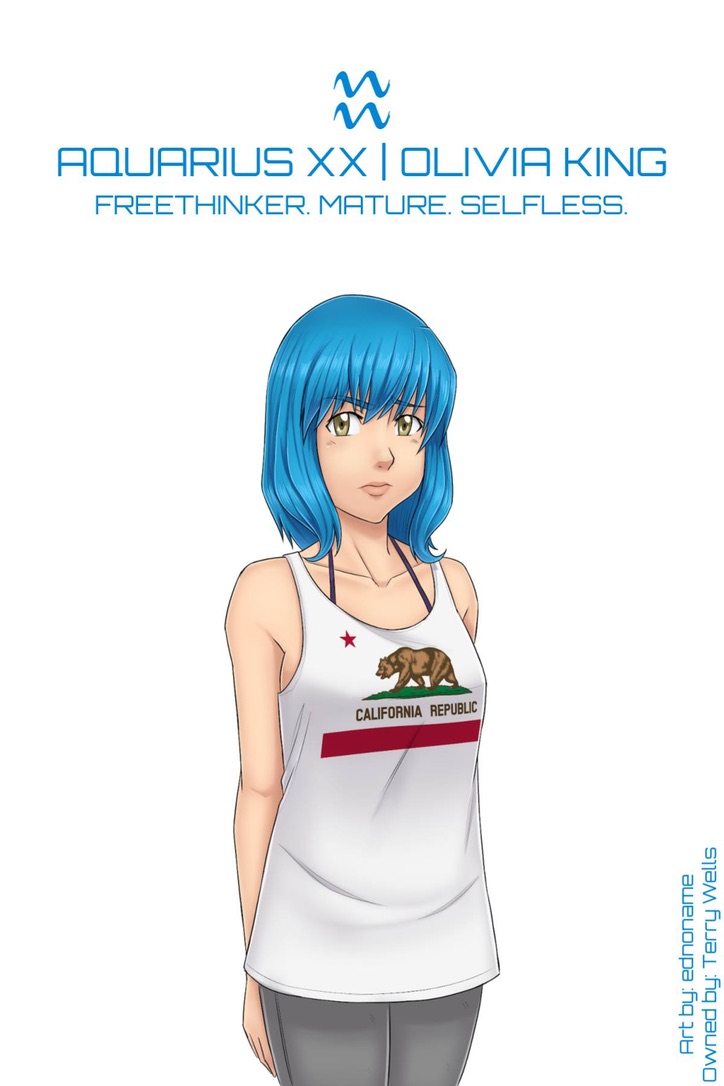 AQUARIUS XX | OLIVIA KING
FREETHINKER. MATURE. SELFLESS.
CALIFORNIA REPUBLIC
Art by: ednoname
Owned by: Terry Wells